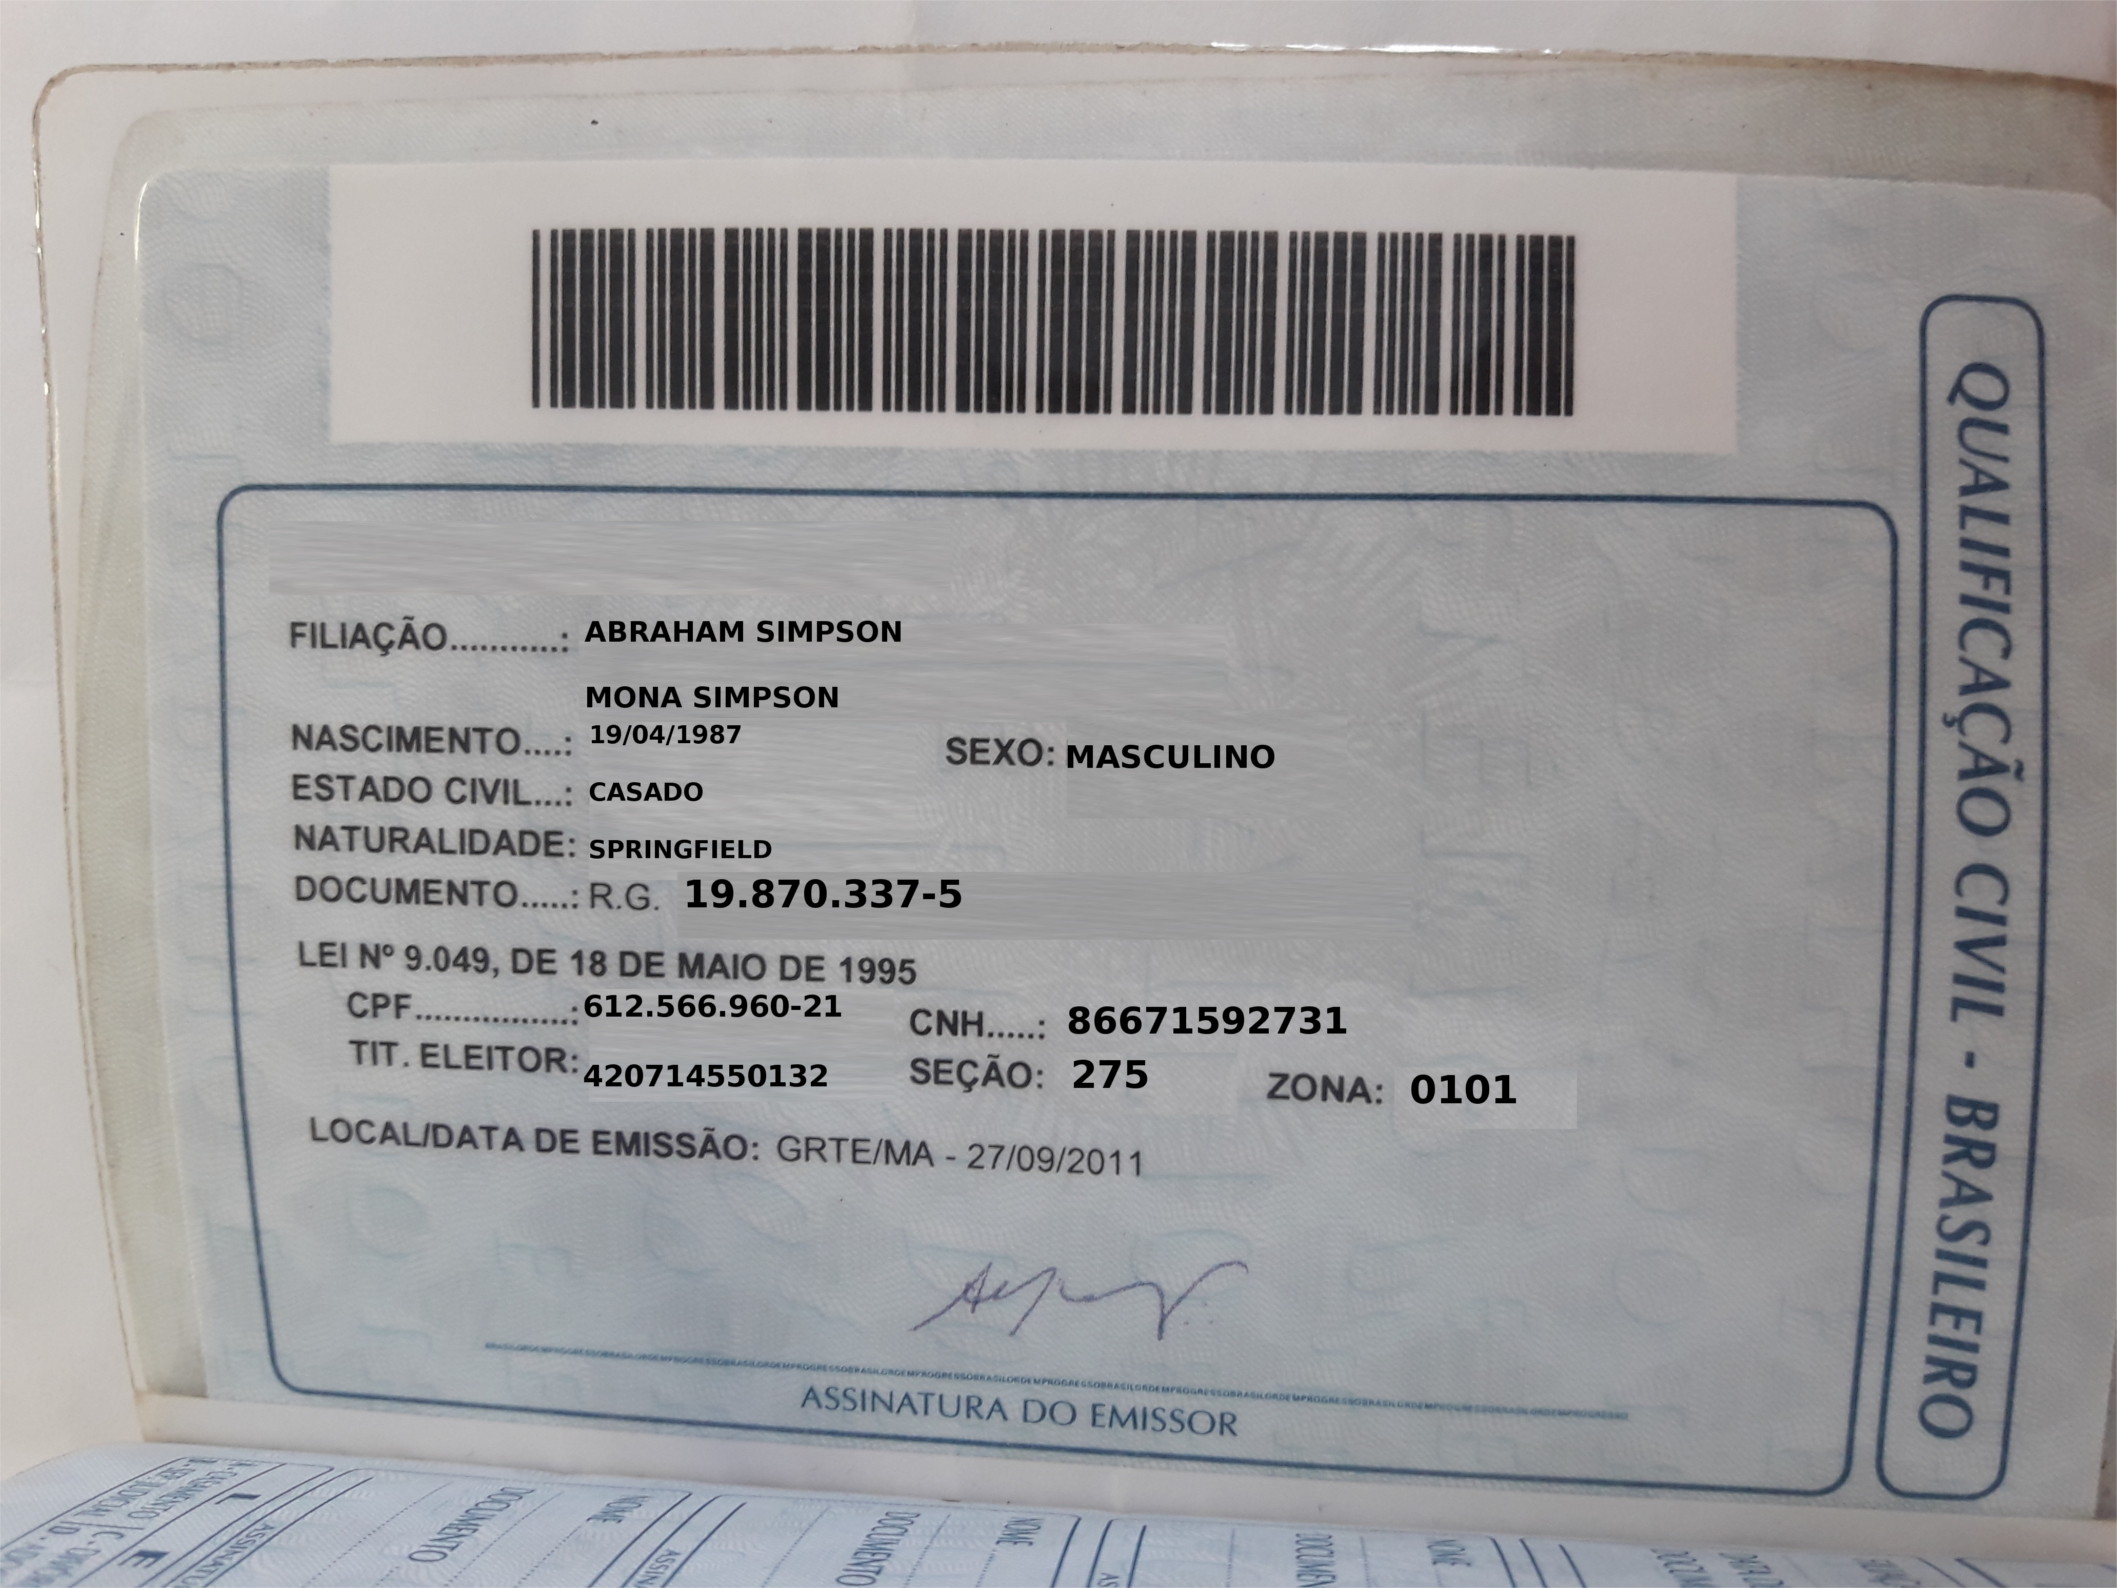 FILIAÇÃO............: ABRAHAM SIMPSON
MONA SIMPSON
NASCIMENTO....: 19/04/1987 SEXO: MASCULINO
ESTADO CIVIL...: CASADO
NATURALIDADE: SPRINGFIELD
DOCUMENTO.....: R.G. 19.870.337-5
LEI Nº 9.049, DE 18 DE MAIO DE 1995
CPF.................: 612.566.960-21 CNH.....: 86671592731
TIT. ELEITOR: 420714550132 SEÇÃO: 275 ZONA: 0101
LOCAL/DATA DE EMISSÃO: GRTE/MA - 27/09/2011
ASSINATURA DO EMISSOR
QUALIFICAÇÃO CIVIL - BRASILEIRO
DOCUMENTO
NOME
DOCUMENTO
NOME
NOME